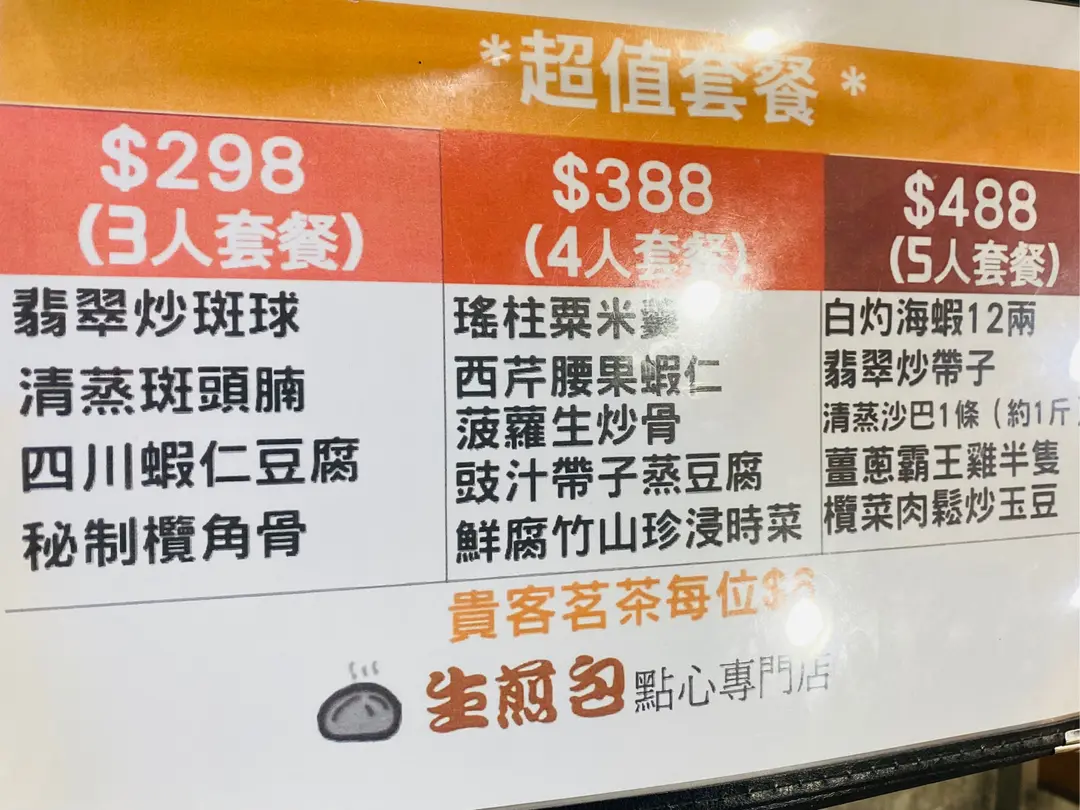 *超值套餐*
$298
(3人套餐)
翡翠炒斑球
清蒸斑頭腩
四川蝦仁豆腐
秘制欖角骨
$388
(4人套餐)
瑤柱粟米羹
西芹腰果蝦仁
菠蘿生炒骨
豉汁帶子蒸豆腐
鮮腐竹山珍浸時菜
$488
(5人套餐)
白灼海蝦12兩
翡翠炒帶子
清蒸沙巴1條（約1斤）
薑蔥霸王雞半隻
欖菜肉鬆炒玉豆
貴客茗茶每位$
生煎包點心專門店